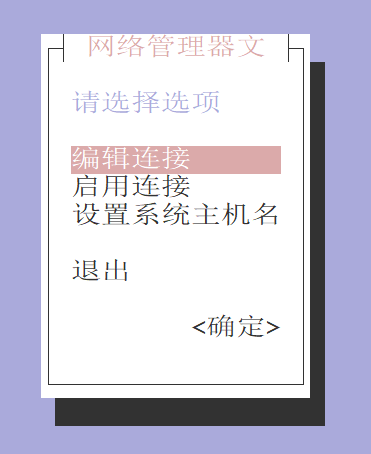 网络管理器文
请选择选项
编辑连接
启用连接
设置系统主机名
退出
<确定>